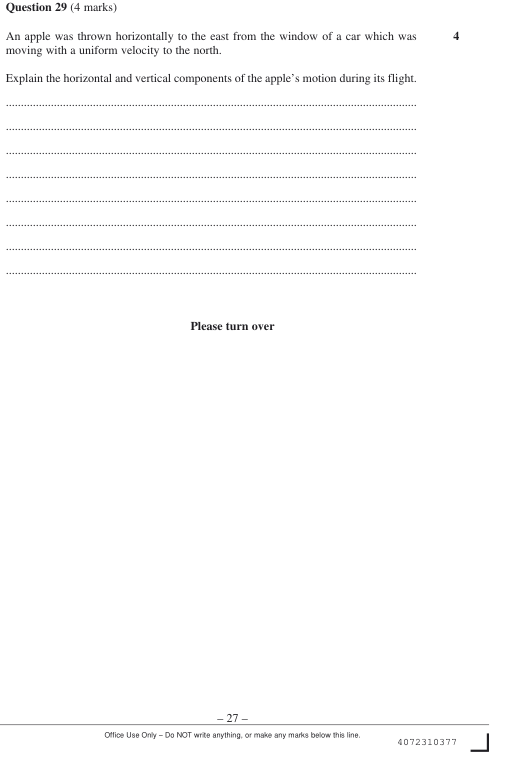 Question 29 (4 marks)
An apple was thrown horizontally to the east from the window of a car which was 4
moving with a uniform velocity to the north.
Explain the horizontal and vertical components of the apple's motion during its flight.
................................................................................
................................................................................
................................................................................
................................................................................
................................................................................
................................................................................
................................................................................
................................................................................
Please turn over
– 27 –
Office Use Only – Do NOT write anything, or make any marks below this line.
4072310377